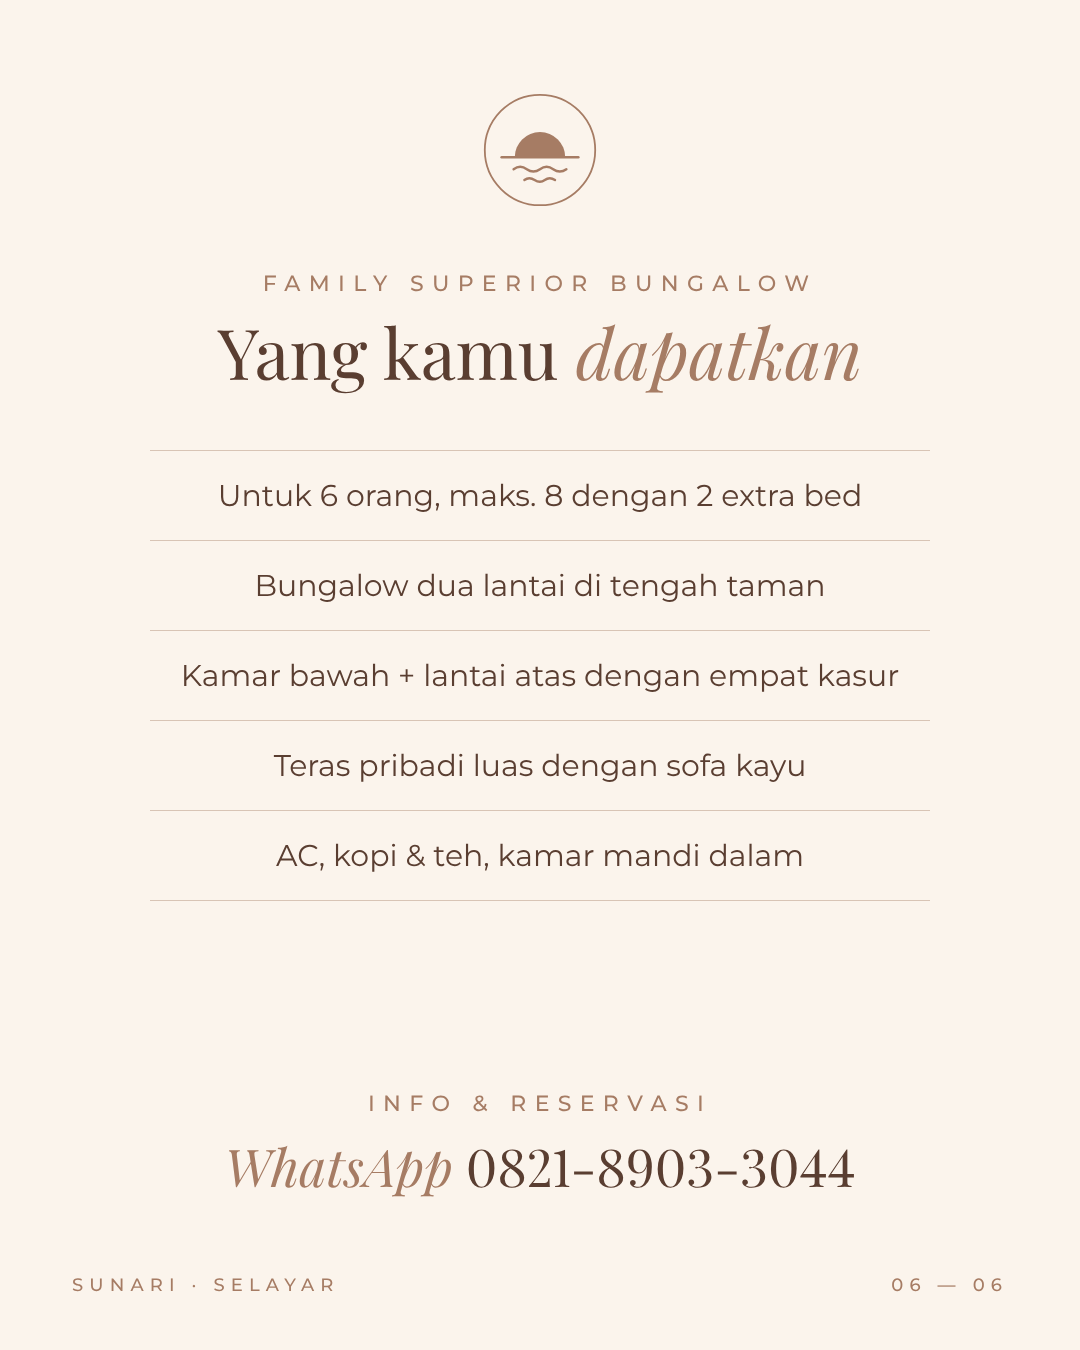 FAMILY SUPERIOR BUNGALOW
Yang kamu dapatkan
Untuk 6 orang, maks. 8 dengan 2 extra bed
Bungalow dua lantai di tengah taman
Kamar bawah + lantai atas dengan empat kasur
Teras pribadi luas dengan sofa kayu
AC, kopi & teh, kamar mandi dalam
INFO & RESERVASI
WhatsApp 0821-8903-3044
SUNARI · SELAYAR
06 — 06